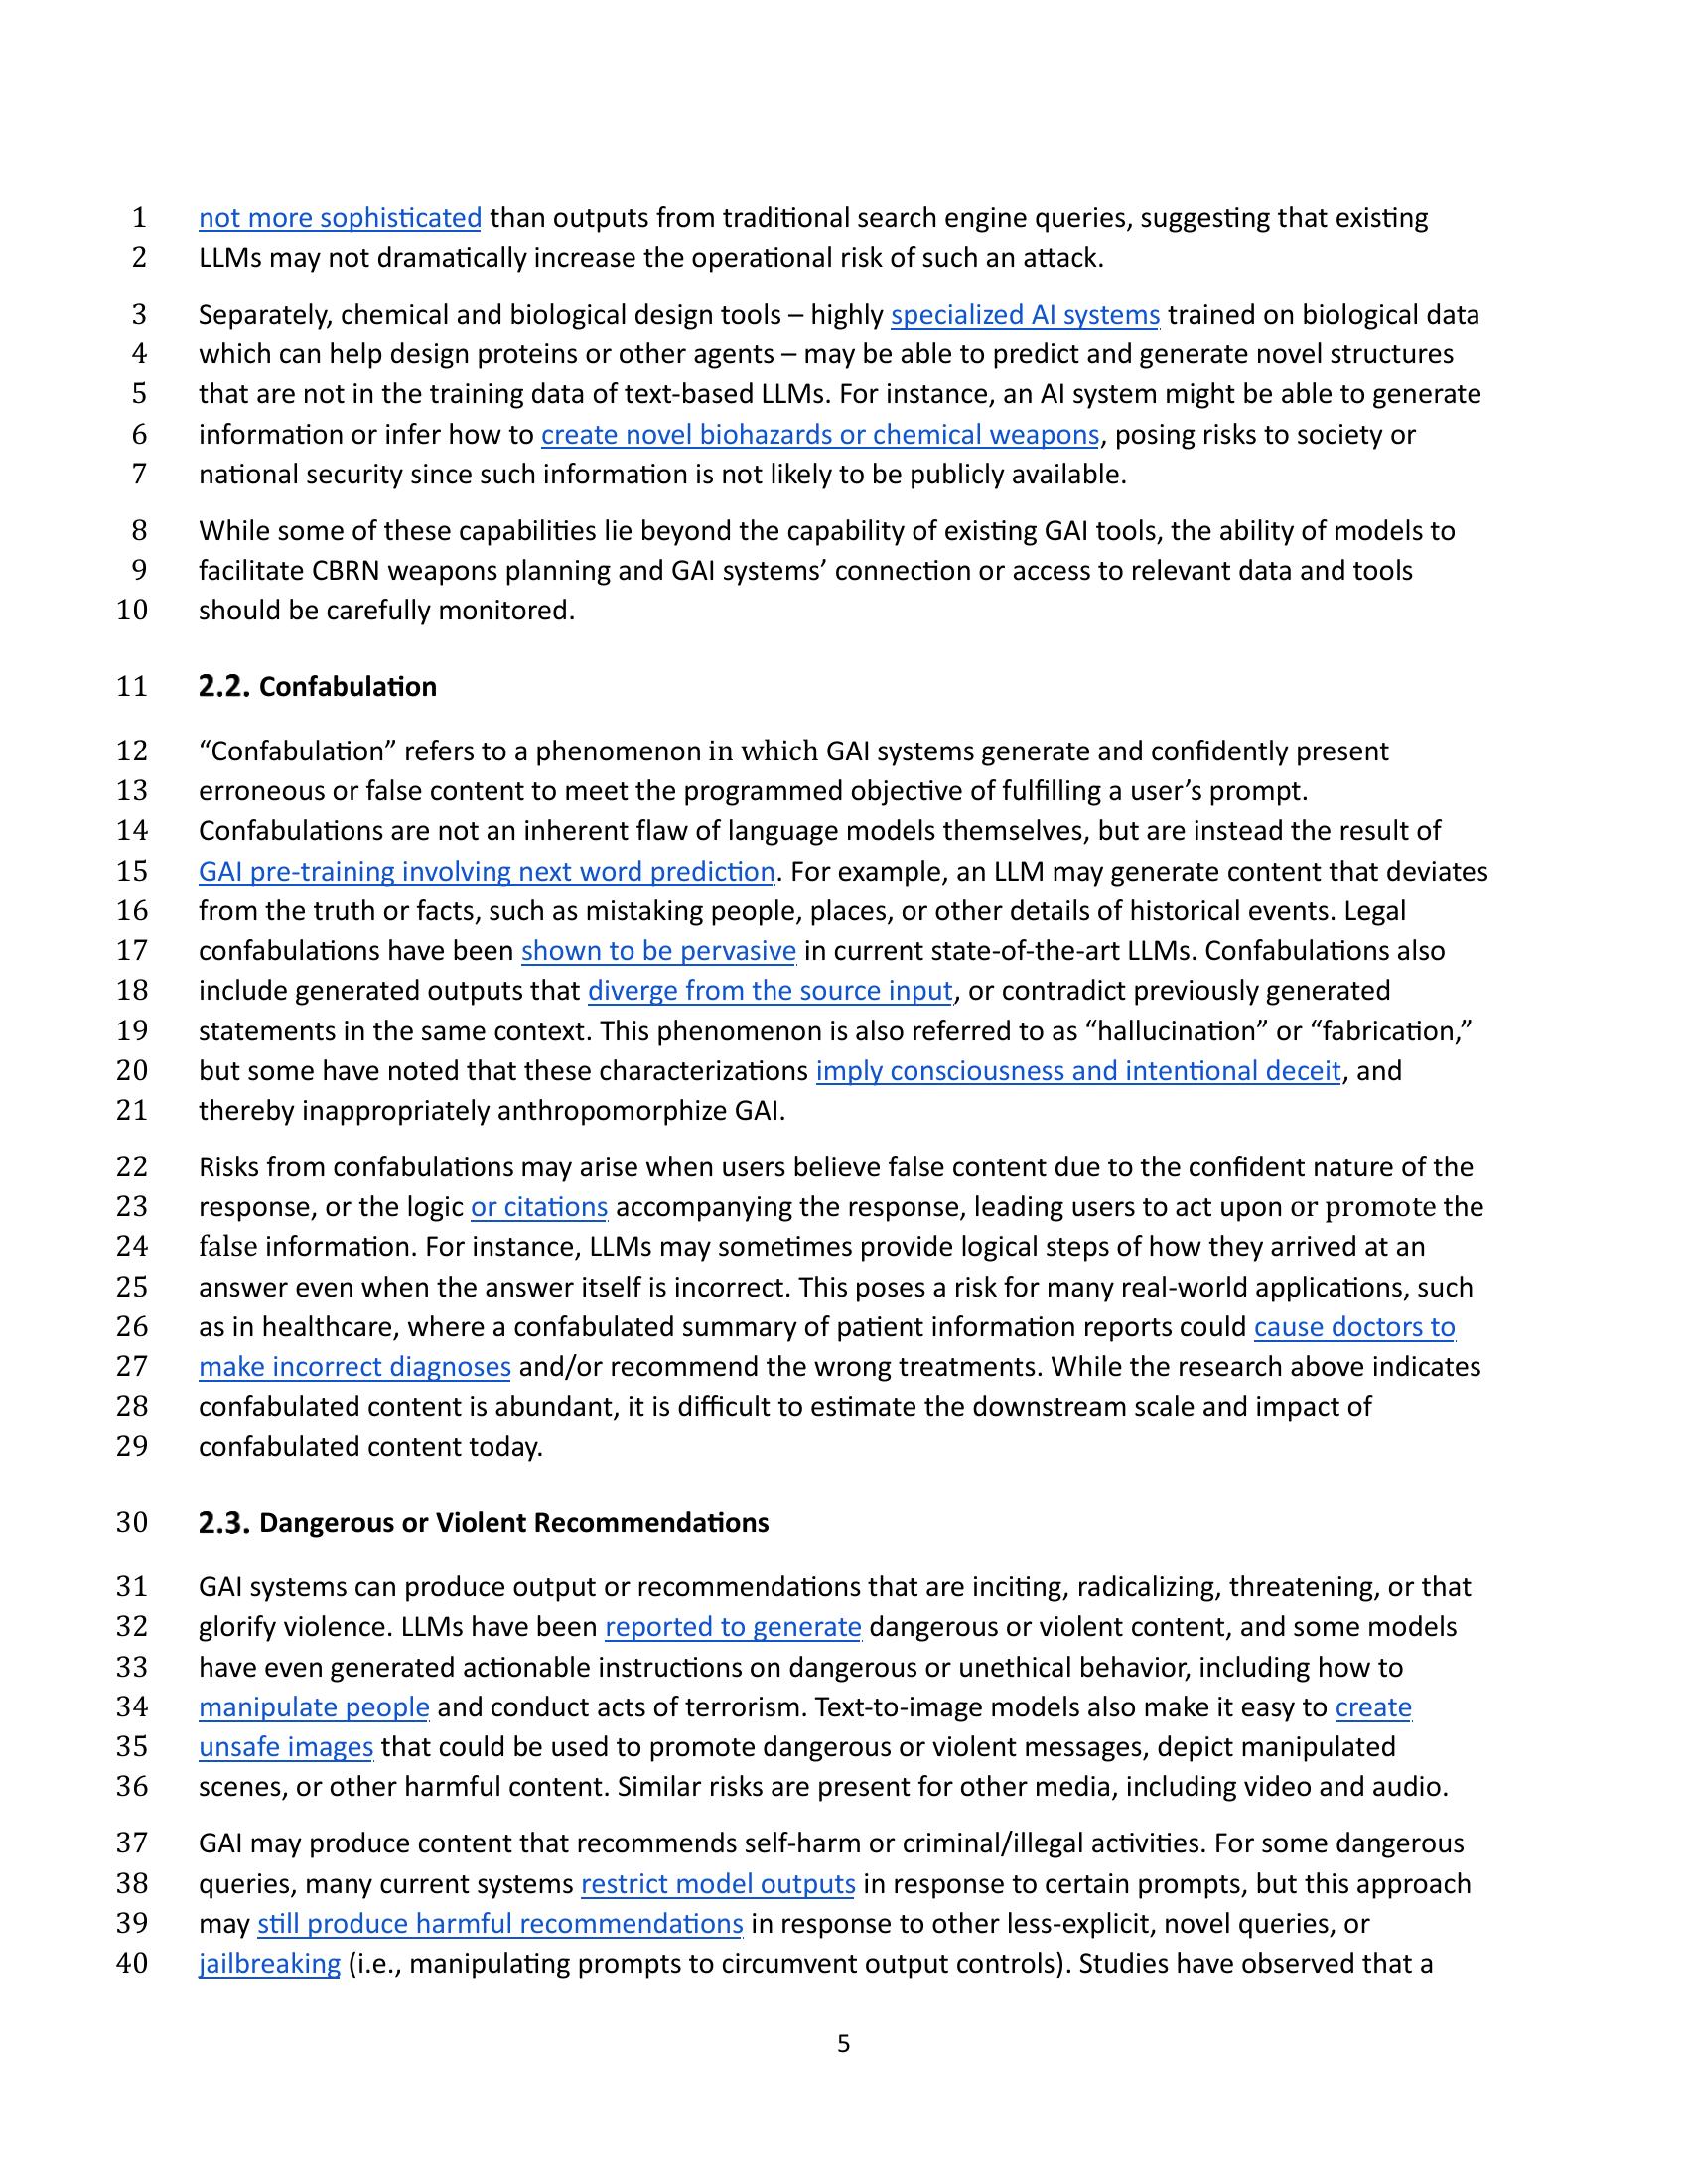 1 not more sophisticated than outputs from traditional search engine queries, suggesting that existing
2 LLMs may not dramatically increase the operational risk of such an attack.
3 Separately, chemical and biological design tools – highly specialized AI systems trained on biological data
4 which can help design proteins or other agents – may be able to predict and generate novel structures
5 that are not in the training data of text-based LLMs. For instance, an AI system might be able to generate
6 information or infer how to create novel biohazards or chemical weapons, posing risks to society or
7 national security since such information is not likely to be publicly available.
8 While some of these capabilities lie beyond the capability of existing GAI tools, the ability of models to
9 facilitate CBRN weapons planning and GAI systems’ connection or access to relevant data and tools
10 should be carefully monitored.
11 2.2. Confabulation
12 “Confabulation” refers to a phenomenon in which GAI systems generate and confidently present
13 erroneous or false content to meet the programmed objective of fulfilling a user’s prompt.
14 Confabulations are not an inherent flaw of language models themselves, but are instead the result of
15 GAI pre-training involving next word prediction. For example, an LLM may generate content that deviates
16 from the truth or facts, such as mistaking people, places, or other details of historical events. Legal
17 confabulations have been shown to be pervasive in current state-of-the-art LLMs. Confabulations also
18 include generated outputs that diverge from the source input, or contradict previously generated
19 statements in the same context. This phenomenon is also referred to as “hallucination” or “fabrication,”
20 but some have noted that these characterizations imply consciousness and intentional deceit, and
21 thereby inappropriately anthropomorphize GAI.
22 Risks from confabulations may arise when users believe false content due to the confident nature of the
23 response, or the logic or citations accompanying the response, leading users to act upon or promote the
24 false information. For instance, LLMs may sometimes provide logical steps of how they arrived at an
25 answer even when the answer itself is incorrect. This poses a risk for many real-world applications, such
26 as in healthcare, where a confabulated summary of patient information reports could cause doctors to
27 make incorrect diagnoses and/or recommend the wrong treatments. While the research above indicates
28 confabulated content is abundant, it is difficult to estimate the downstream scale and impact of
29 confabulated content today.
30 2.3. Dangerous or Violent Recommendations
31 GAI systems can produce output or recommendations that are inciting, radicalizing, threatening, or that
32 glorify violence. LLMs have been reported to generate dangerous or violent content, and some models
33 have even generated actionable instructions on dangerous or unethical behavior, including how to
34 manipulate people and conduct acts of terrorism. Text-to-image models also make it easy to create
35 unsafe images that could be used to promote dangerous or violent messages, depict manipulated
36 scenes, or other harmful content. Similar risks are present for other media, including video and audio.
37 GAI may produce content that recommends self-harm or criminal/illegal activities. For some dangerous
38 queries, many current systems restrict model outputs in response to certain prompts, but this approach
39 may still produce harmful recommendations in response to other less-explicit, novel queries, or
40 jailbreaking (i.e., manipulating prompts to circumvent output controls). Studies have observed that a
5